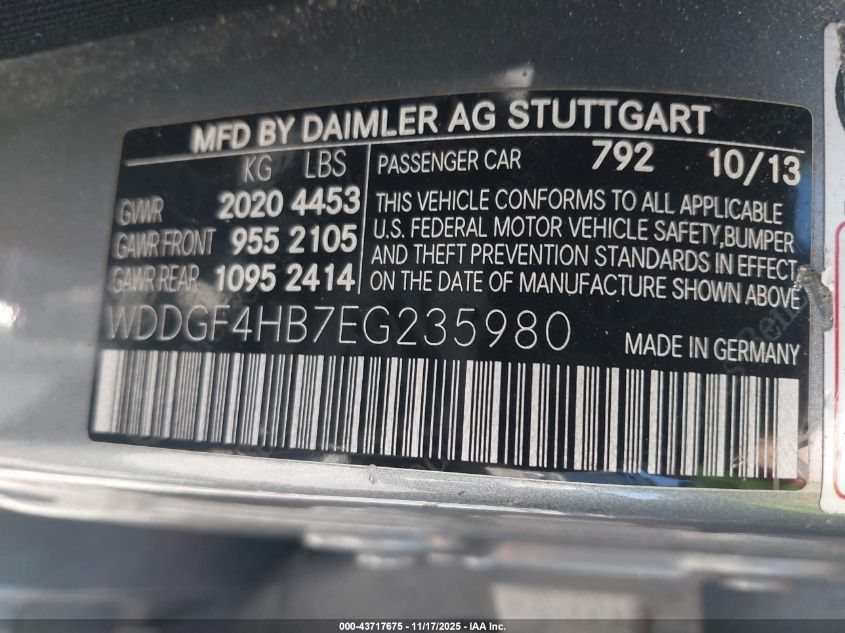 MFD BY DAIMLER AG STUTTGART
KG LBS
GVWR 2020 4453
GAWR FRONT 955 2105
GAWR REAR 1095 2414
PASSENGER CAR 792 10/13
THIS VEHICLE CONFORMS TO ALL APPLICABLE
U.S. FEDERAL MOTOR VEHICLE SAFETY,BUMPER
AND THEFT PREVENTION STANDARDS IN EFFECT
ON THE DATE OF MANUFACTURE SHOWN ABOVE
WDDGF4HB7EG235980
MADE IN GERMANY
000-43717675 - 11/17/2025 - IAA Inc.